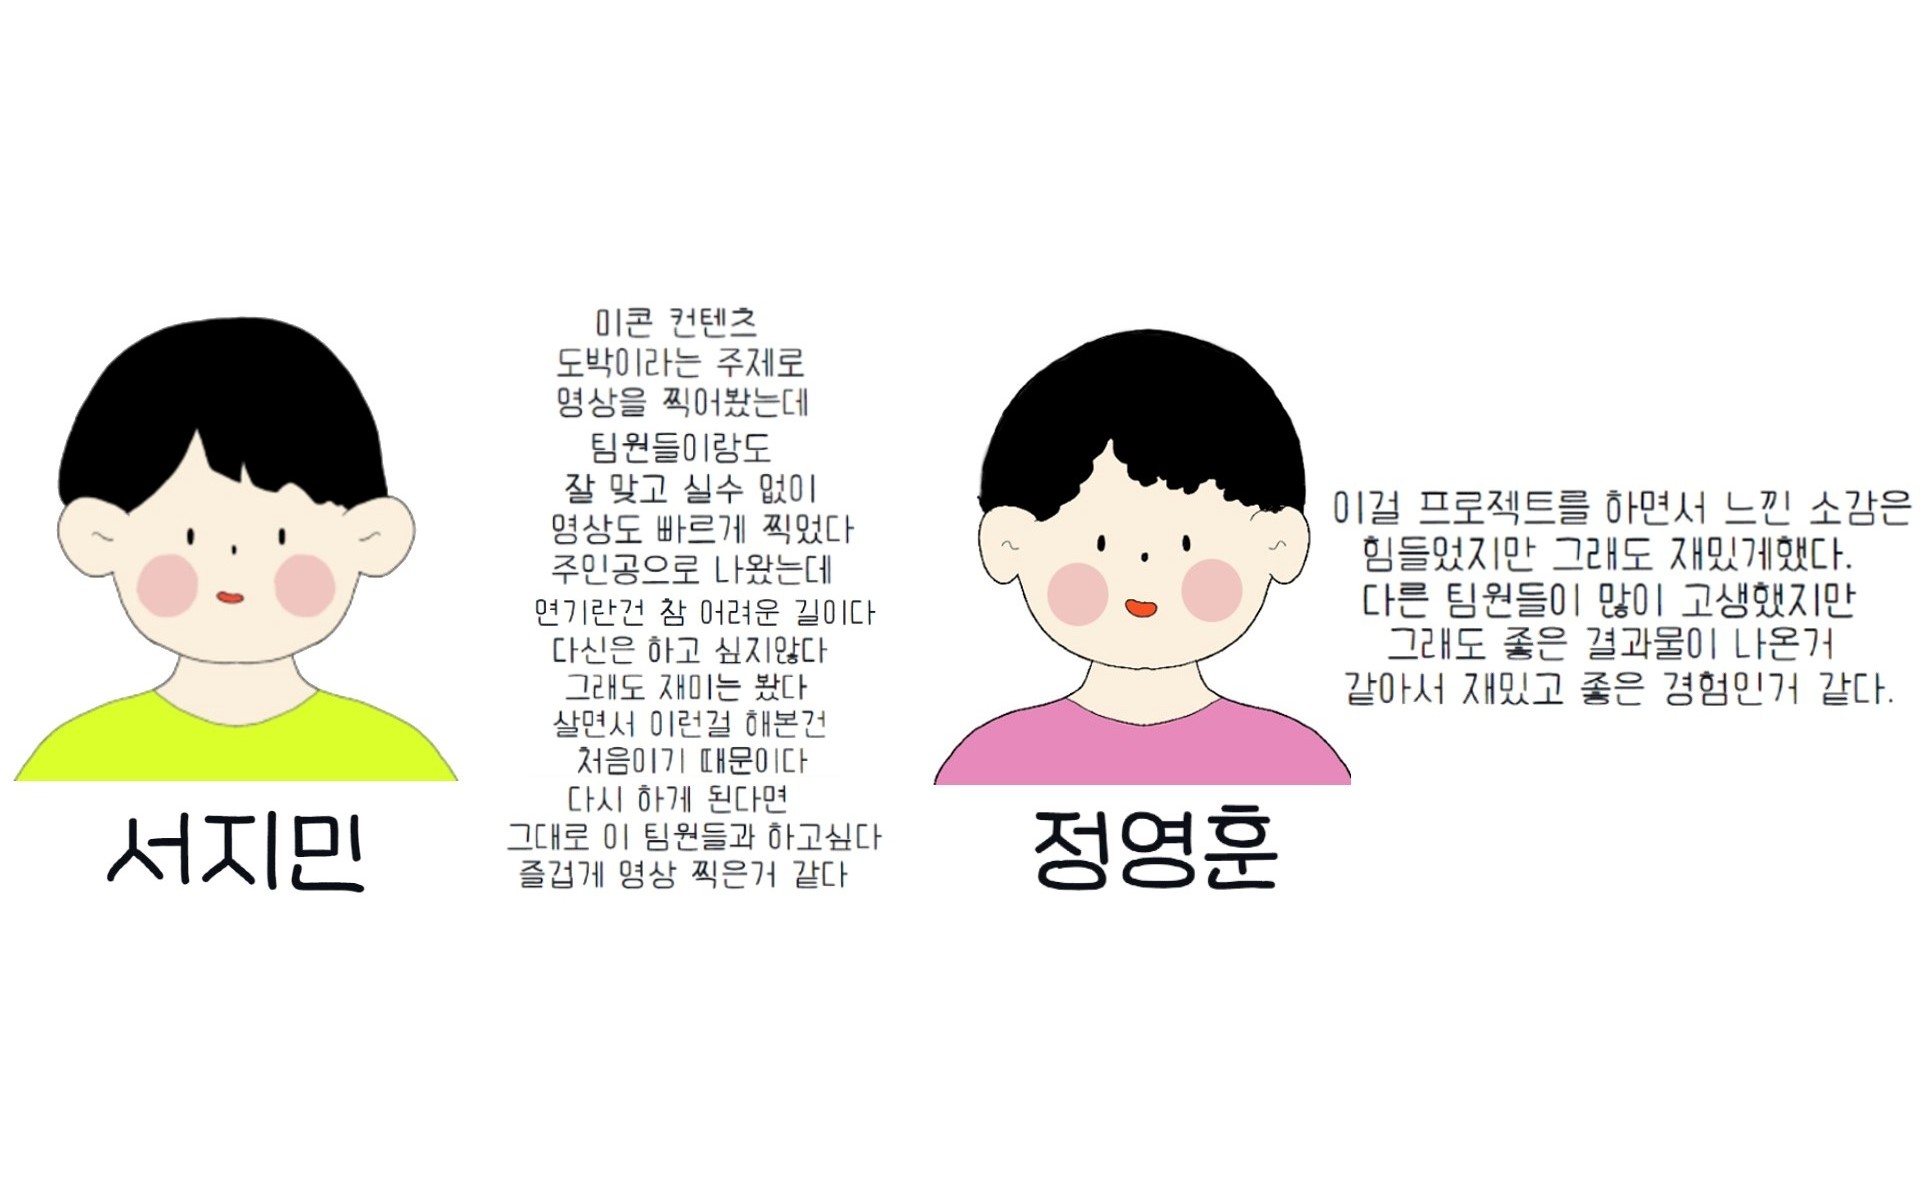 이콘 컨텐츠
도박이라는 주제로
영상을 찍어봤는데
팀원들이랑도
잘 맞고 실수 없이
영상도 빠르게 찍었다
주인공으로 나왔는데
연기란건 참 어려운 길이다
다신은 하고 싶지않다
그래도 재미는 봤다
살면서 이런걸 해본건
처음이기 때문이다
다시 하게 된다면
그대로 이 팀원들과 하고싶다
즐겁게 영상 찍은거 같다
서지민
이걸 프로젝트를 하면서 느낀 소감은
힘들었지만 그래도 재밌게했다.
다른 팀원들이 많이 고생했지만
그래도 좋은 결과물이 나온거
같아서 재밌고 좋은 경험인거 같다.
정영훈